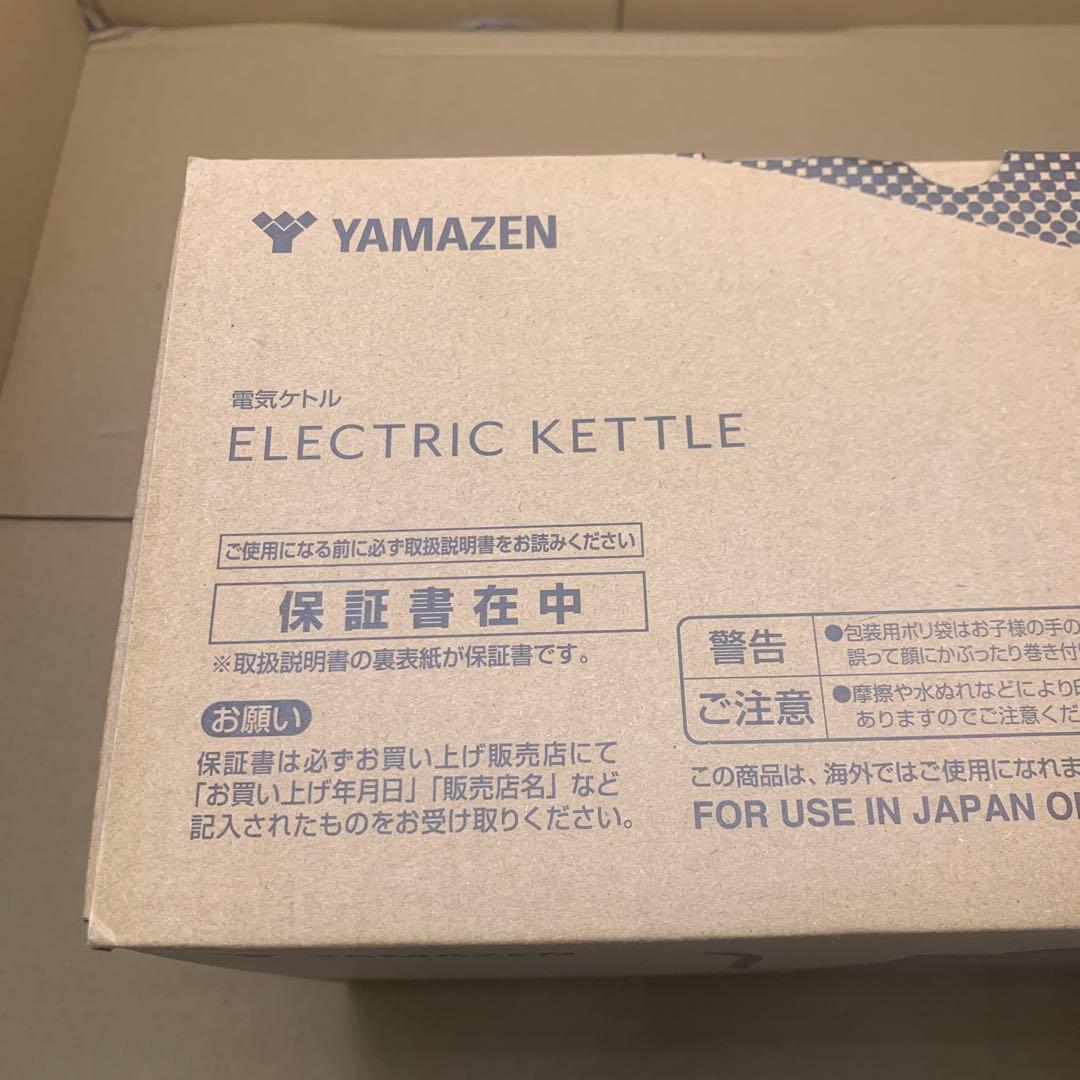 YAMAZEN
電気ケトル
ELECTRIC KETTLE
ご使用になる前に必ず取扱説明書をお読みください
保証書在中
※取扱説明書の裏表紙が保証書です。
お願い
保証書は必ずお買い上げ販売店にて
「お買い上げ年月日」「販売店名」など
記入されたものをお受け取りください。
警告
●包装用ポリ袋はお子様の手の
誤って顔にかぶったり巻き付
ご注意
●摩擦や水ぬれなどにより
ありますのでご注意くだ
この商品は、海外ではご使用になれま
FOR USE IN JAPAN
YAMAZEN